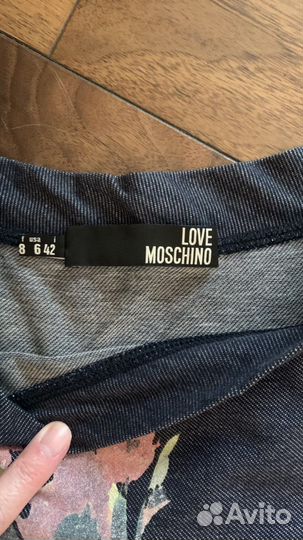 LOVE
MOSCHINO
f usa i
8 6 42
Avito